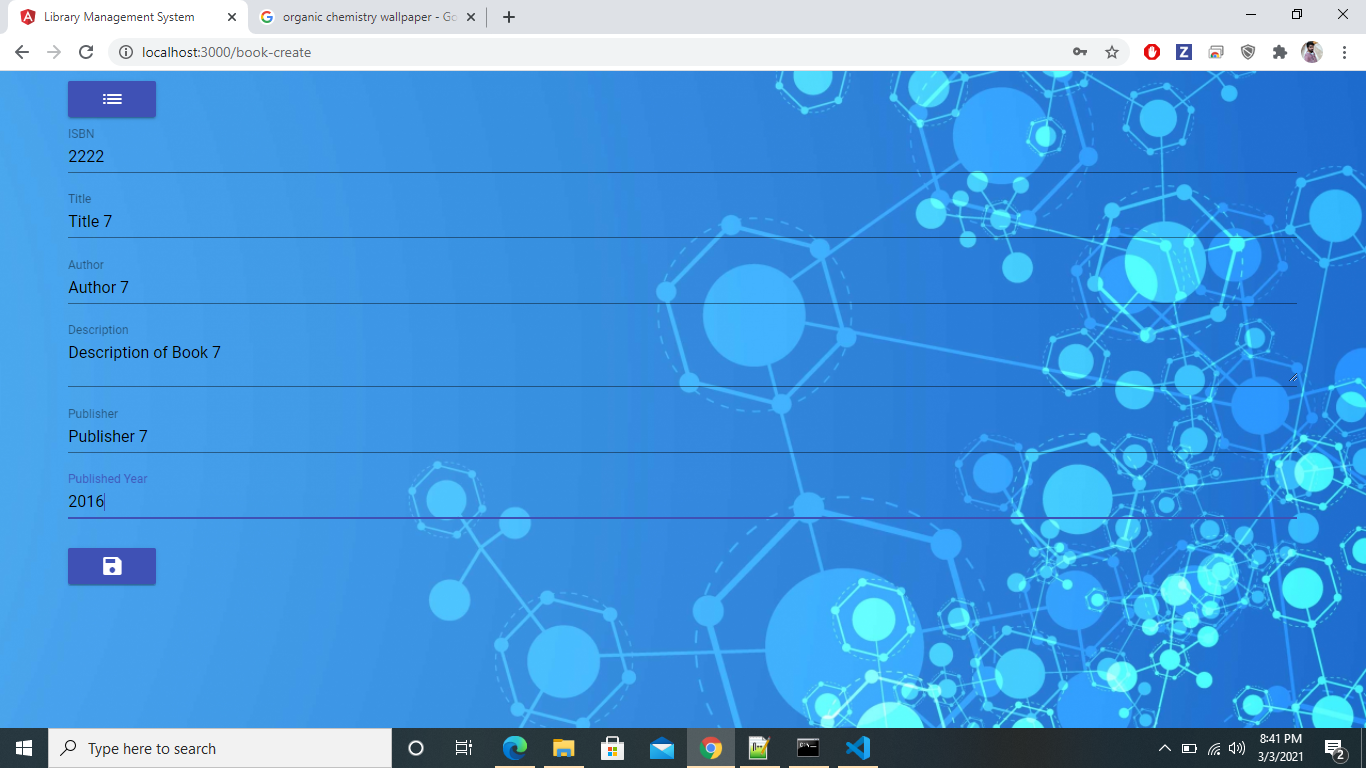 Library Management System
organic chemistry wallpaper - Go
localhost:3000/book-create
ISBN
2222
Title
Title 7
Author
Author 7
Description
Description of Book 7
Publisher
Publisher 7
Published Year
2016
Type here to search
8:41 PM
3/3/2021
2